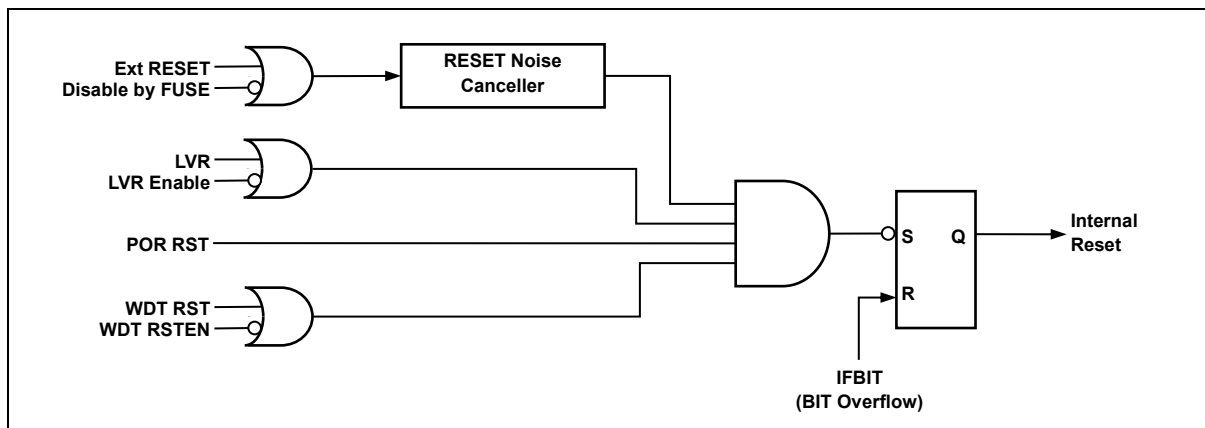 Ext RESET
Disable by FUSE
RESET Noise
Canceller
LVR
LVR Enable
POR RST
WDT RST
WDT RSTEN
S
Q
R
Internal
Reset
IFBIT
(BIT Overflow)